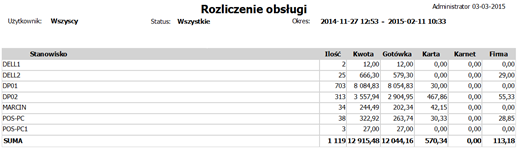 Rozliczenie obsługi
Administrator 03-03-2015
Użytkownik: Wszyscy Status: Wszystkie Okres: 2014-11-27 12:53 - 2015-02-11 10:33
Stanowisko Ilość Kwota Gotówka Karta Karnet Firma
DELL1 2 12,00 12,00 0,00 0,00 0,00
DELL2 25 666,30 579,30 0,00 0,00 29,00
DP01 703 8 084,83 8 054,83 30,00 0,00 0,00
DP02 313 3 557,94 2 904,95 467,86 0,00 55,33
MARCIN 34 244,49 202,34 42,15 0,00 0,00
POS-PC 38 322,92 263,74 30,33 0,00 28,85
POS-PC1 3 27,00 27,00 0,00 0,00 0,00
SUMA 1 119 12 915,48 12 044,16 570,34 0,00 113,18